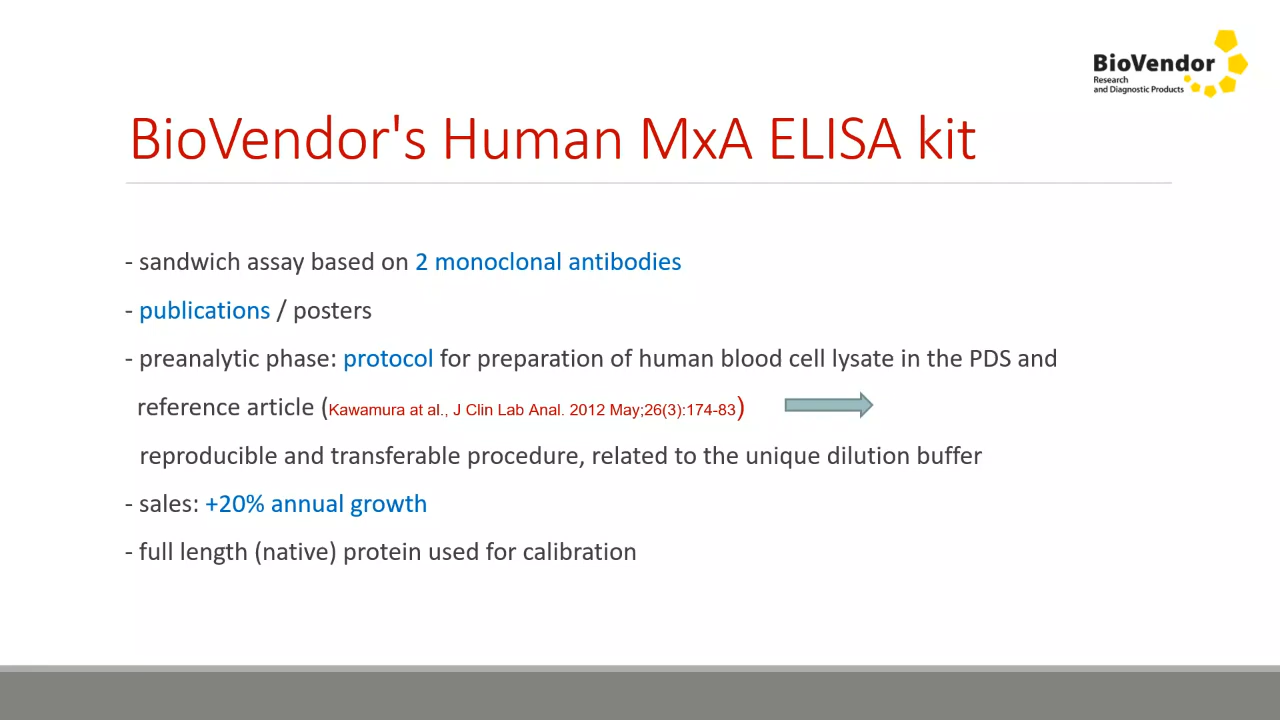 BioVendor
Research
and Diagnostic Products
BioVendor's Human MxA ELISA kit
- sandwich assay based on 2 monoclonal antibodies
- publications / posters
- preanalytic phase: protocol for preparation of human blood cell lysate in the PDS and
reference article (Kawamura at al., J Clin Lab Anal. 2012 May;26(3):174-83)
reproducible and transferable procedure, related to the unique dilution buffer
- sales: +20% annual growth
- full length (native) protein used for calibration